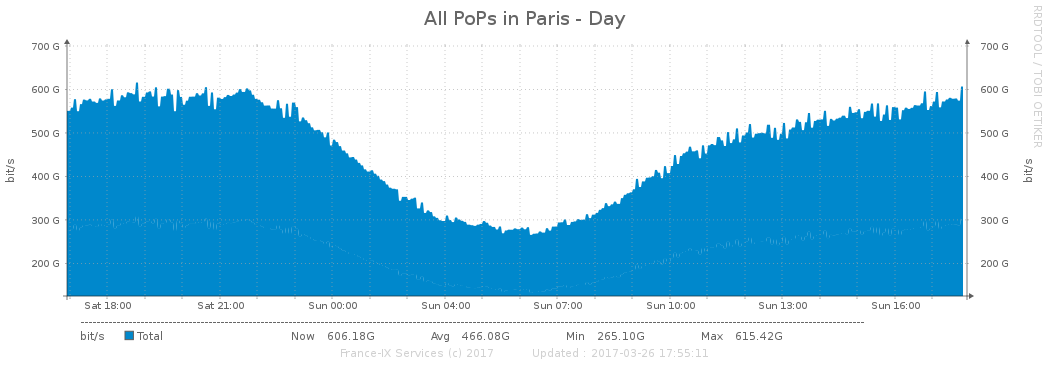 All PoPs in Paris - Day
RRDTOOL / TOBI OETIKER
bit/s
700 G 700 G
600 G 600 G
500 G 500 G
400 G 400 G
300 G 300 G
200 G 200 G
bit/s
Sat 18:00 Sat 21:00 Sun 00:00 Sun 04:00 Sun 07:00 Sun 10:00 Sun 13:00 Sun 16:00
bit/s Total Now 606.18G Avg 466.08G Min 265.10G Max 615.42G
France-IX Services (c) 2017 Updated : 2017-03-26 17:55:11